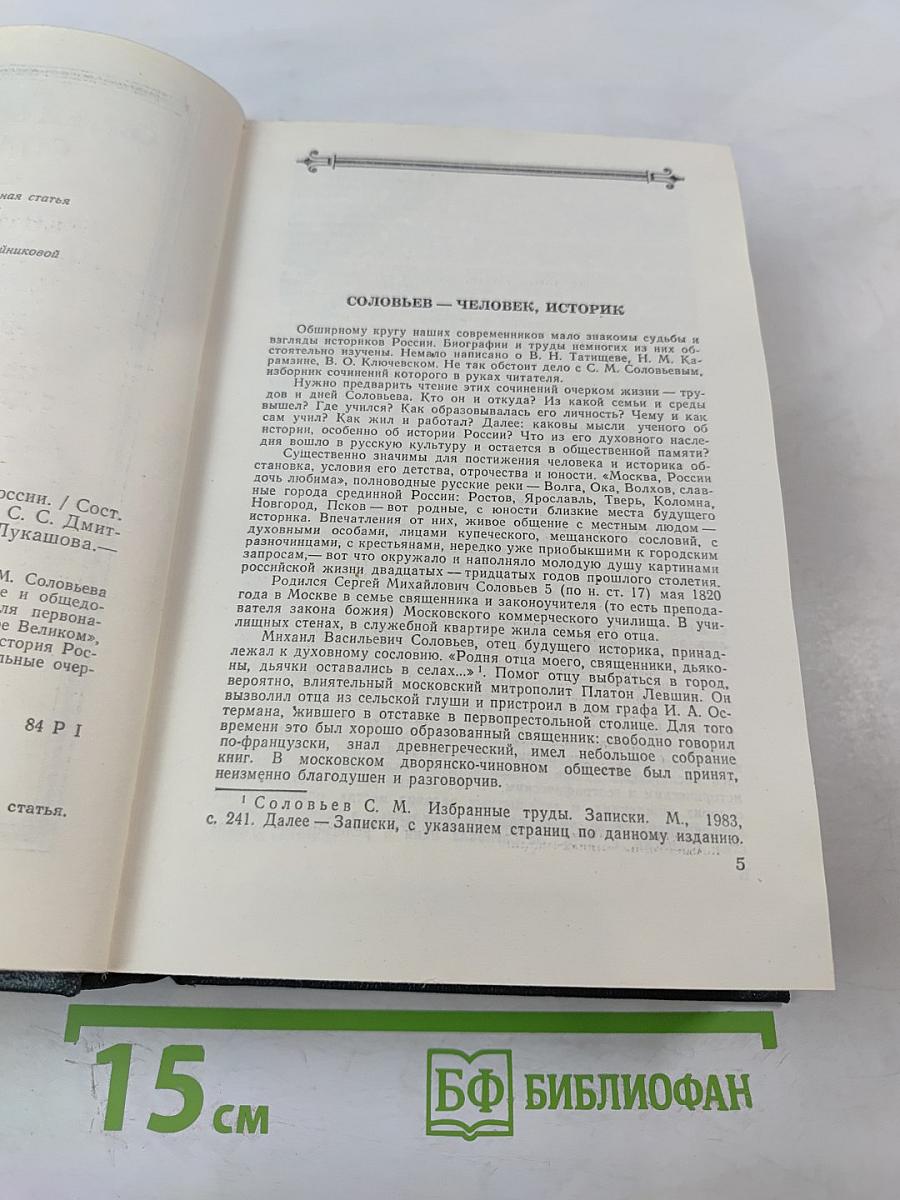 ная статья
йниковой
оссии. / Сост.
С. С. Дмит-
Лукашова.—
М. Соловьева
е и общедо-
ля первона-
ре Великом»,
стория Рос-
льные очер-
84 Р I
статья.
СОЛОВЬЕВ — ЧЕЛОВЕК, ИСТОРИК
Обширному кругу наших современников мало знакомы судьбы и
взгляды историков России. Биографии и труды немногих из них об-
стоятельно изучены. Немало написано о В. Н. Татищеве, Н. М. Ка-
рамзине, В. О. Ключевском. Не так обстоит дело с С. М. Соловьевым,
изборник сочинений которого в руках читателя.
Нужно предварить чтение этих сочинений очерком жизни — тру-
дов и дней Соловьева. Кто он и откуда? Из какой семьи и среды
вышел? Где учился? Как образовывалась его личность? Чему и как
сам учил? Как жил и работал? Далее: каковы мысли ученого об
истории, особенно об истории России? Что из его духовного насле-
дия вошло в русскую культуру и остается в общественной памяти?
Существенно значимы для постижения человека и историка об-
становка, условия его детства, отрочества и юности. «Москва, России
дочь любима», полноводные русские реки — Волга, Ока, Волхов, слав-
ные города срединной России: Ростов, Ярославль, Тверь, Коломна,
Новгород, Псков — вот родные, с юности близкие места будущего
историка. Впечатления от них, живое общение с местным людом —
духовными особами, лицами купеческого, мещанского сословий, с
разночинцами, с крестьянами, нередко уже приобыкшими к городским
запросам,— вот что окружало и наполняло молодую душу картинами
российской жизни двадцатых — тридцатых годов прошлого столетия.
Родился Сергей Михайлович Соловьев 5 (по н. ст. 17) мая 1820
года в Москве в семье священника и законоучителя (то есть препода-
вателя закона божия) Московского коммерческого училища. В учи-
лищных стенах, в служебной квартире жила семья его отца.
Михаил Васильевич Соловьев, отец будущего историка, принад-
лежал к духовному сословию. «Родня отца моего, священники, дьяко-
ны, дьячки оставались в селах...» ¹. Помог отцу выбраться в город,
вероятно, влиятельный московский митрополит Платон Левшин. Он
вызволил отца из сельской глуши и пристроил в дом графа И. А. Ос-
термана, жившего в отставке в первопрестольной столице. Для того
времени это был хорошо образованный священник: свободно говорил
по-французски, знал древнегреческий, имел небольшое собрание
книг. В московском дворянско-чиновном обществе был принят,
неизменно благодушен и разговорчив.
¹ Соловьев С. М. Избранные труды. Записки. М., 1983,
с. 241. Далее — Записки, с указанием страниц по данному изданию.
5
15 см
БФ БИБЛИОФАН